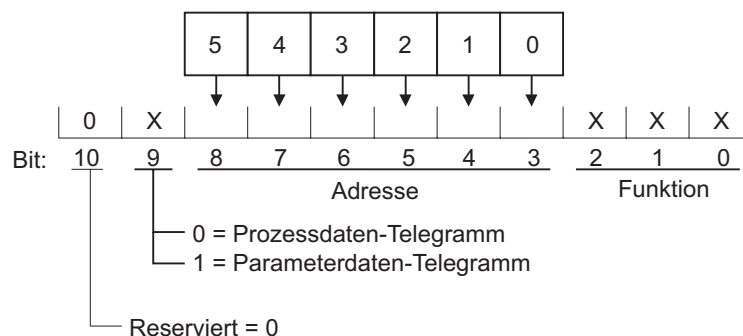 5 4 3 2 1 0
0 X X X X
Bit: 10 9 8 7 6 5 4 3 2 1 0
Adresse Funktion
0 = Prozessdaten-Telegramm
1 = Parameterdaten-Telegramm
Reserviert = 0